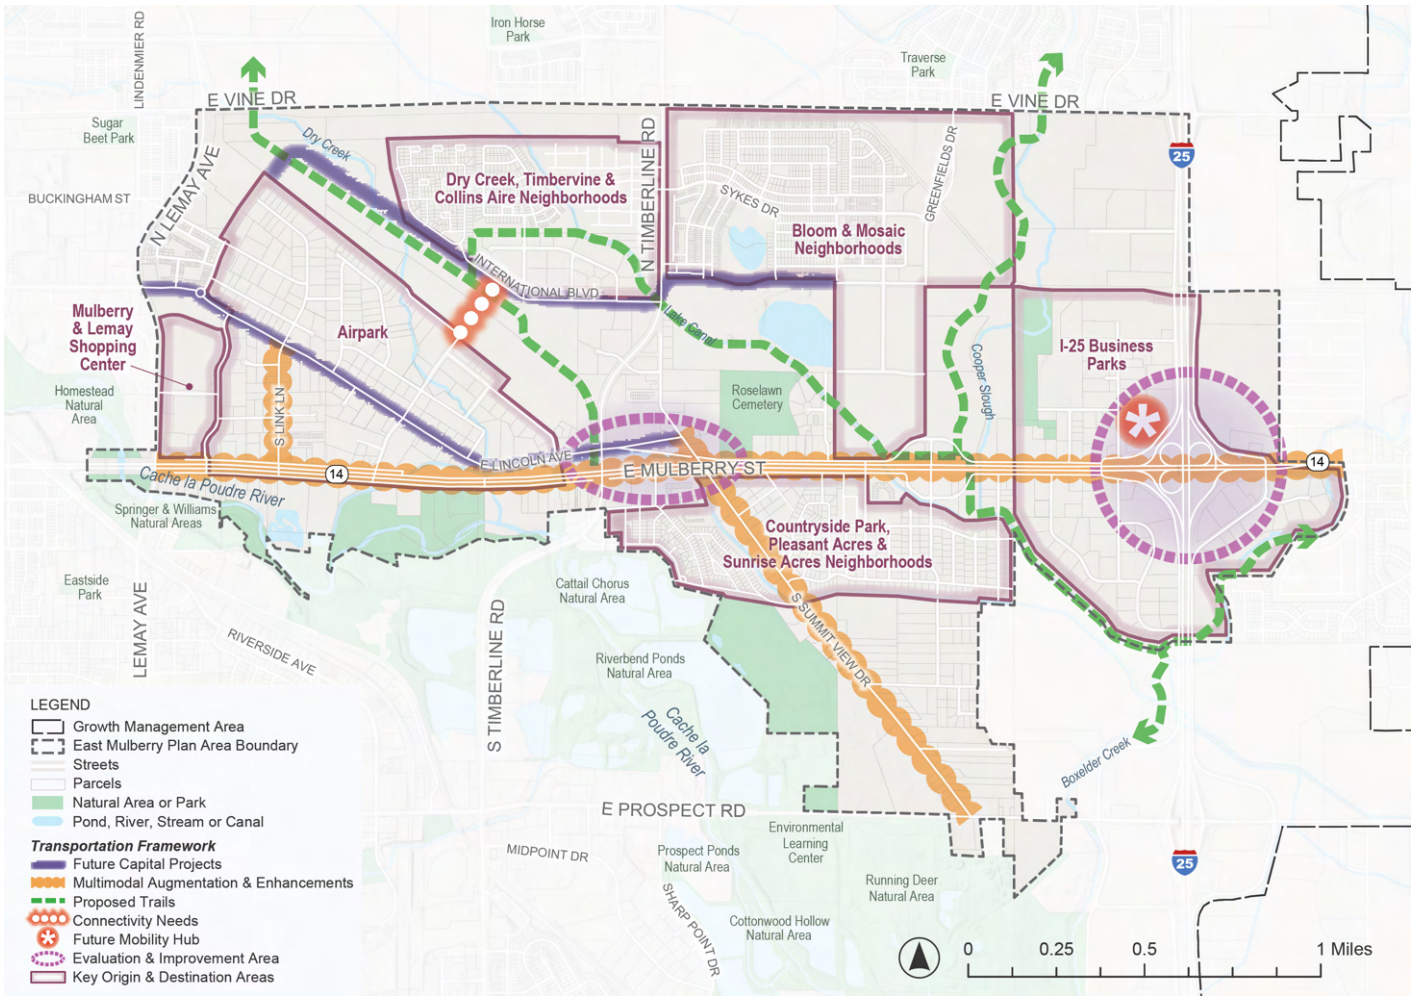 LINDENMIER RD
Iron Horse
Park
Traverse
Park
E VINE DR
E VINE DR
Sugar
Beet Park
Dry Creek
N TIMBERLINE RD
GREENFIELDS DR
25
N LEMAY AVE
BUCKINGHAM ST
Dry Creek, Timbervine &
Collins Aire Neighborhoods
SYKES DR
Bloom & Mosaic
Neighborhoods
INTERNATIONAL BLVD
Mulberry
& Lemay
Shopping
Center
Airpark
Lake Canal
Cooper Slough
I-25 Business
Parks
Homestead
Natural
Area
S LINK LN
Roselawn
Cemetery
E LINCOLN AVE
E MULBERRY ST
14
14
Cache la Poudre River
Springer & Williams
Natural Areas
Countryside Park,
Pleasant Acres &
Sunrise Acres Neighborhoods
Eastside
Park
LEMAY AVE
Cattail Chorus
Natural Area
S SUMMIT VIEW DR
RIVERSIDE AVE
S TIMBERLINE RD
Riverbend Ponds
Natural Area
Cache la
Poudre River
Boxelder Creek
E PROSPECT RD
MIDPOINT DR
Prospect Ponds
Natural Area
Environmental
Learning
Center
25
SHARP POINT DR
Running Deer
Natural Area
Cottonwood Hollow
Natural Area
LEGEND
Growth Management Area
East Mulberry Plan Area Boundary
Streets
Parcels
Natural Area or Park
Pond, River, Stream or Canal
Transportation Framework
Future Capital Projects
Multimodal Augmentation & Enhancements
Proposed Trails
Connectivity Needs
Future Mobility Hub
Evaluation & Improvement Area
Key Origin & Destination Areas
0 0.25 0.5 1 Miles